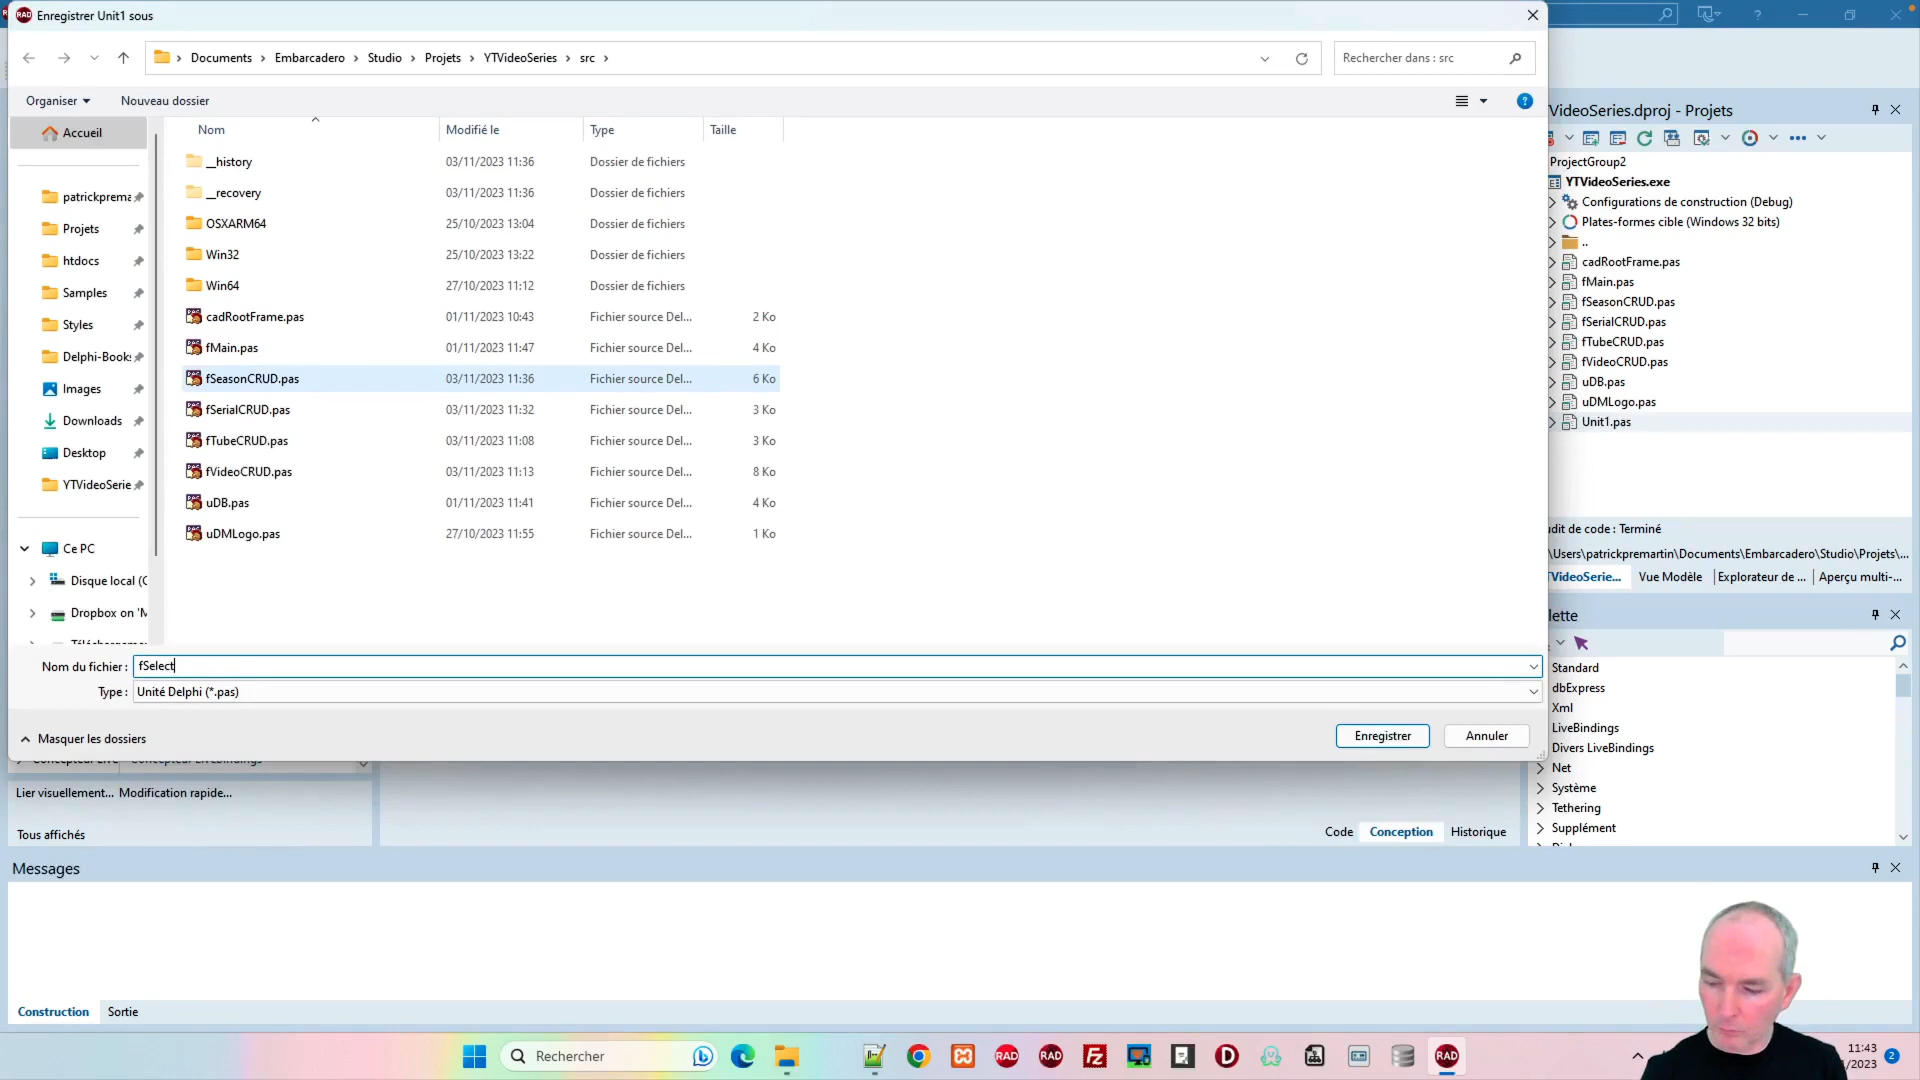 Enregistrer Unit1 sous
Documents > Embarcadero > Studio > Projets > YTVideoSeries > src >
Rechercher dans : src
Organiser
Nouveau dossier
Nom
Modifié le
Type
Taille
Accueil
patrickprema
Projets
htdocs
Samples
Styles
Delphi-Book
Images
Downloads
Desktop
YTVideoSerie
Ce PC
Disque local (C
Dropbox on 'M
__history 03/11/2023 11:36 Dossier de fichiers
__recovery 03/11/2023 11:36 Dossier de fichiers
OSXARM64 25/10/2023 13:04 Dossier de fichiers
Win32 25/10/2023 13:22 Dossier de fichiers
Win64 27/10/2023 11:12 Dossier de fichiers
cadRootFrame.pas 01/11/2023 10:43 Fichier source Del... 2 Ko
fMain.pas 01/11/2023 11:47 Fichier source Del... 4 Ko
fSeasonCRUD.pas 03/11/2023 11:36 Fichier source Del... 6 Ko
fSerialCRUD.pas 03/11/2023 11:32 Fichier source Del... 3 Ko
fTubeCRUD.pas 03/11/2023 11:08 Fichier source Del... 3 Ko
fVideoCRUD.pas 03/11/2023 11:13 Fichier source Del... 8 Ko
uDB.pas 01/11/2023 11:41 Fichier source Del... 4 Ko
uDMLogo.pas 27/10/2023 11:55 Fichier source Del... 1 Ko
Nom du fichier : fSelect
Type : Unité Delphi (*.pas)
Masquer les dossiers
Enregistrer
Annuler
VideoSeries.dproj - Projets
ProjectGroup2
YTVideoSeries.exe
Configurations de construction (Debug)
Plates-formes cible (Windows 32 bits)
..
cadRootFrame.pas
fMain.pas
fSeasonCRUD.pas
fSerialCRUD.pas
fTubeCRUD.pas
fVideoCRUD.pas
uDB.pas
uDMLogo.pas
Unit1.pas
udit de code : Terminé
\Users\patrickpremartin\Documents\Embarcadero\Studio\Projets\...
TVideoSerie... Vue Modèle Explorateur de ... Aperçu multi-...
lette
Standard
dbExpress
Xml
LiveBindings
Divers LiveBindings
Net
Système
Tethering
Supplément
Lier visuellement... Modification rapide...
Tous affichés
Code Conception Historique
Messages
Construction Sortie
Rechercher
RAD
RAD
RAD
11:43
/2023
2